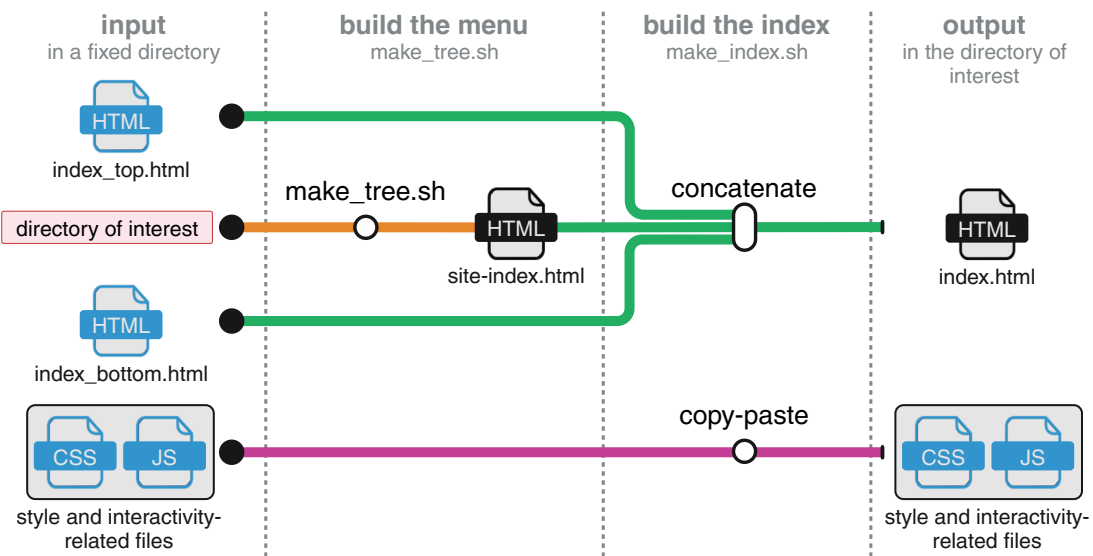 input
in a fixed directory
build the menu
make_tree.sh
build the index
make_index.sh
output
in the directory of
interest
HTML
index_top.html
make_tree.sh
concatenate
directory of interest
HTML
site-index.html
HTML
index.html
HTML
index_bottom.html
copy-paste
CSS
JS
style and interactivity-
related files
CSS
JS
style and interactivity-
related files